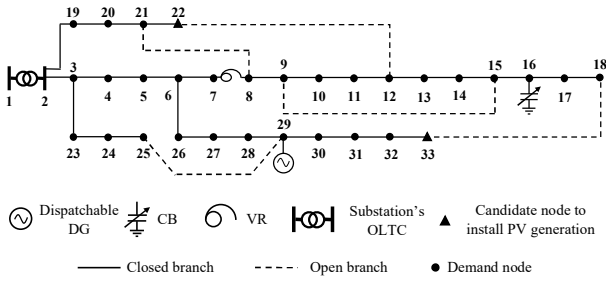 19 20 21 22
3 9 15 16 18
1 2 4 5 6 7 8 10 11 12 13 14 17
29
23 24 25 26 27 28 30 31 32 33
Dispatchable DG
CB
VR
Substation's OLTC
Candidate node to install PV generation
Closed branch
Open branch
Demand node